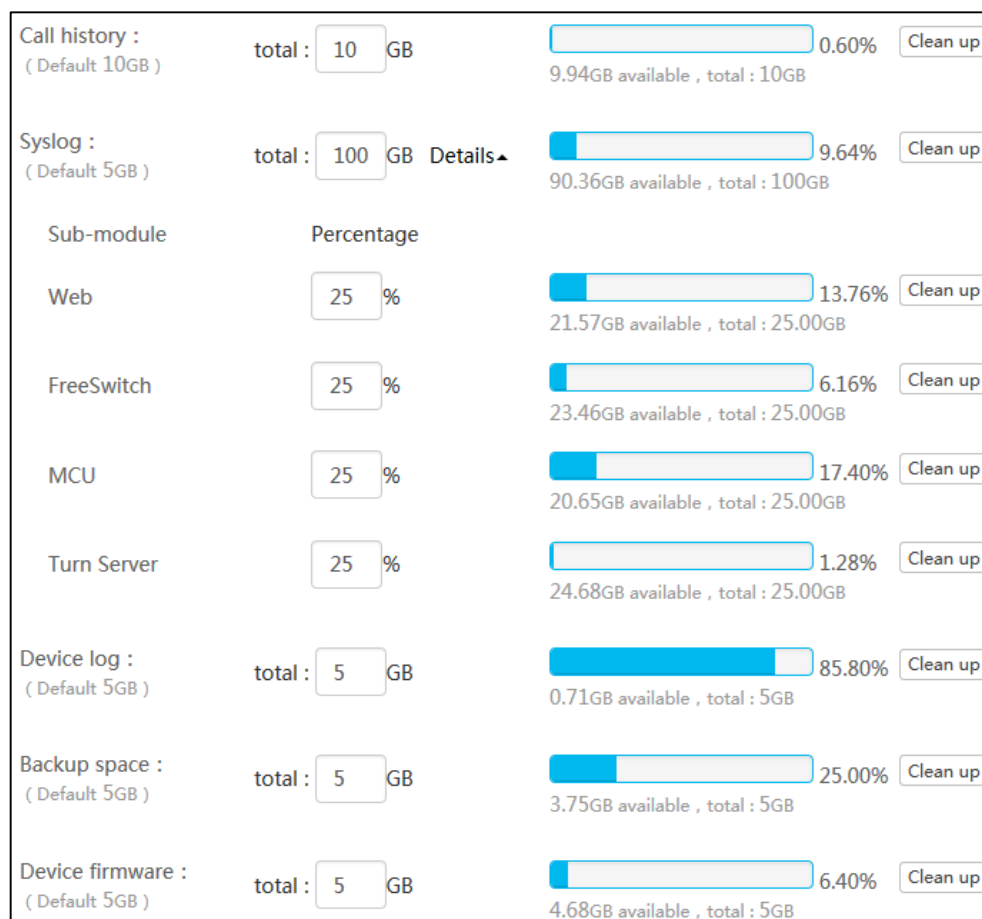 Call history :
( Default 10GB )
total : 10 GB
0.60%
Clean up
9.94GB available , total : 10GB
Syslog :
( Default 5GB )
total : 100 GB Details
9.64%
Clean up
90.36GB available , total : 100GB
Sub-module Percentage
Web 25 % 13.76% Clean up
21.57GB available , total : 25.00GB
FreeSwitch 25 % 6.16% Clean up
23.46GB available , total : 25.00GB
MCU 25 % 17.40% Clean up
20.65GB available , total : 25.00GB
Turn Server 25 % 1.28% Clean up
24.68GB available , total : 25.00GB
Device log :
( Default 5GB )
total : 5 GB
85.80%
Clean up
0.71GB available , total : 5GB
Backup space :
( Default 5GB )
total : 5 GB
25.00%
Clean up
3.75GB available , total : 5GB
Device firmware :
( Default 5GB )
total : 5 GB
6.40%
Clean up
4.68GB available , total : 5GB